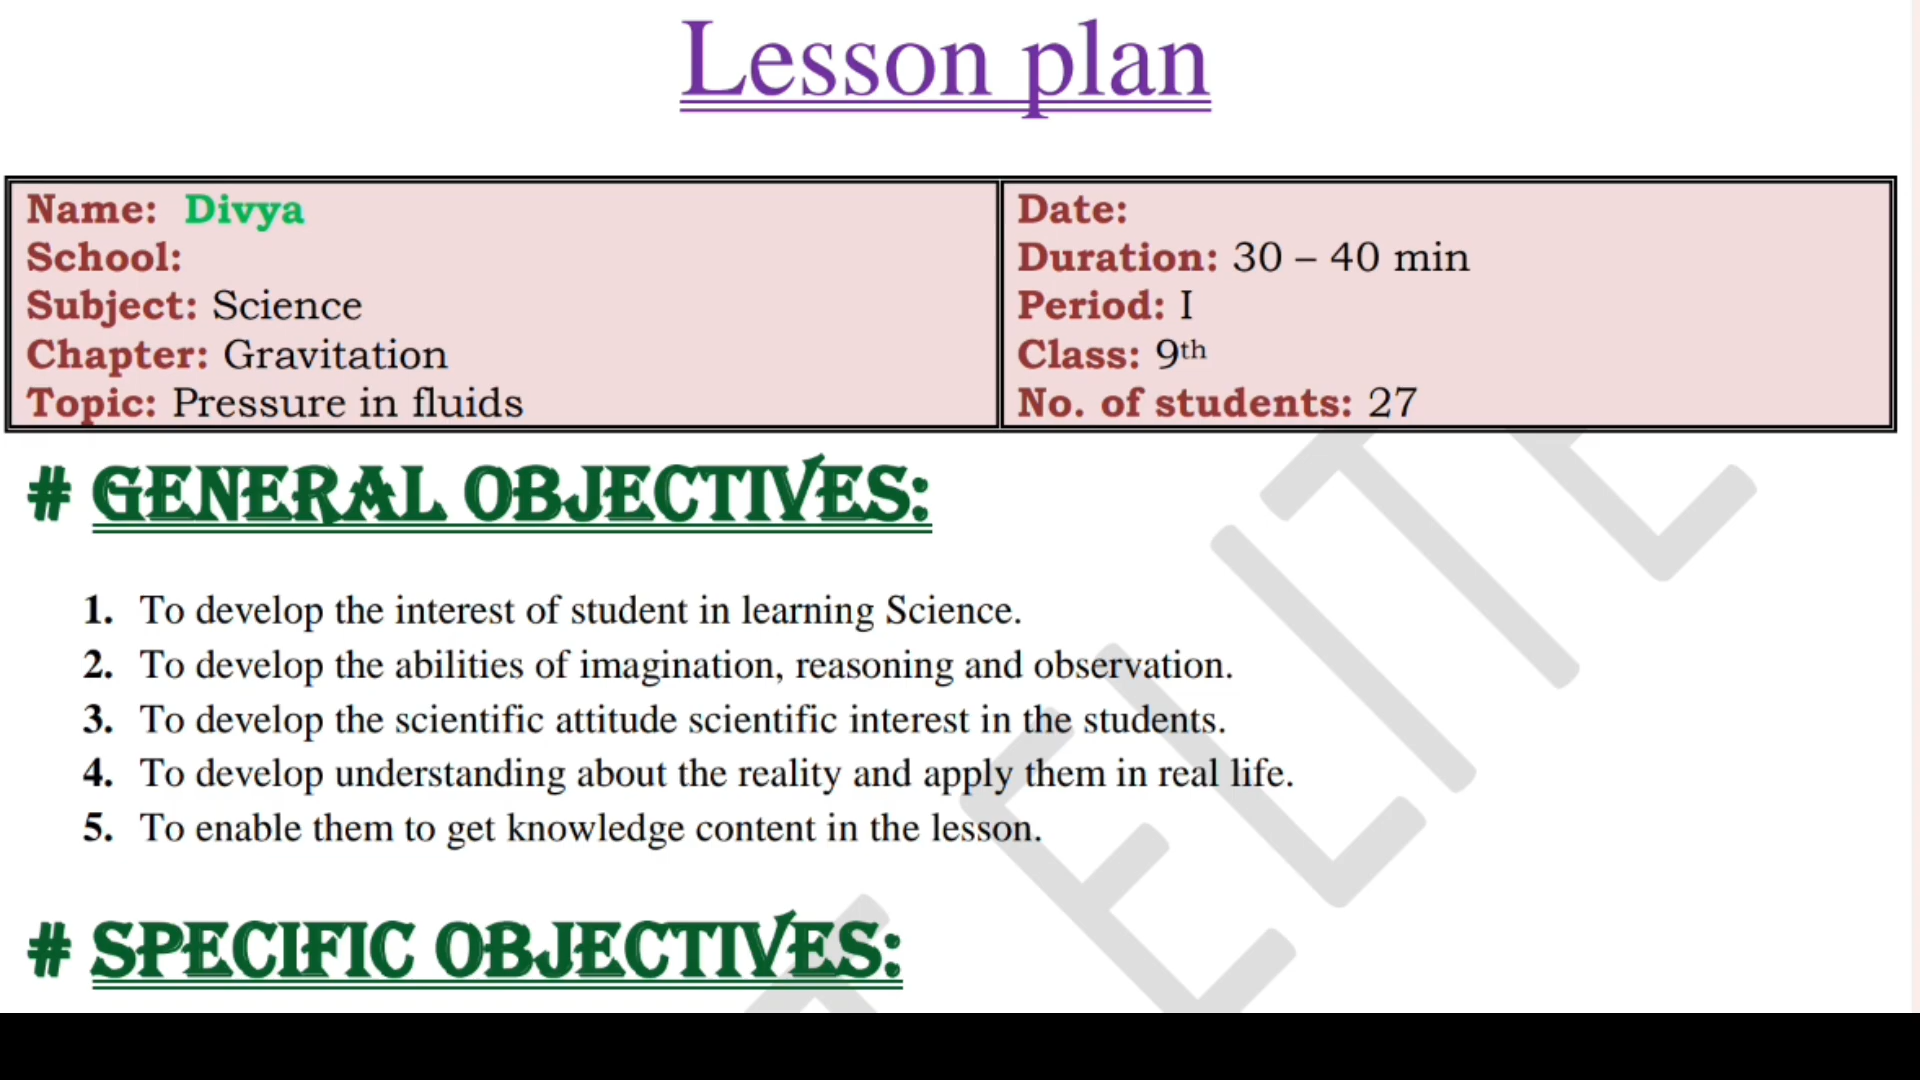 Lesson plan
Name: Divya
School:
Subject: Science
Chapter: Gravitation
Topic: Pressure in fluids
Date:
Duration: 30 – 40 min
Period: I
Class: 9th
No. of students: 27
# GENERAL OBJECTIVES:
1. To develop the interest of student in learning Science.
2. To develop the abilities of imagination, reasoning and observation.
3. To develop the scientific attitude scientific interest in the students.
4. To develop understanding about the reality and apply them in real life.
5. To enable them to get knowledge content in the lesson.
# SPECIFIC OBJECTIVES:
ELITE